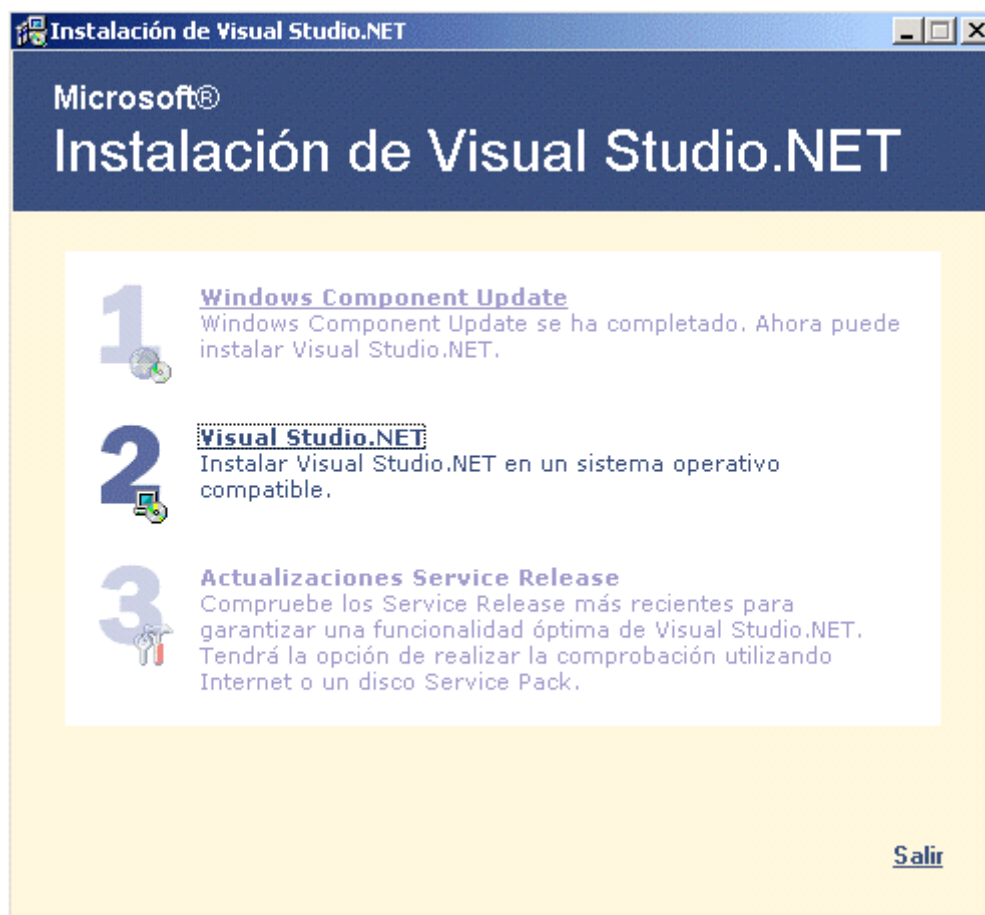 Instalación de Visual Studio.NET
Microsoft®
Instalación de Visual Studio.NET
1
Windows Component Update
Windows Component Update se ha completado. Ahora puede
instalar Visual Studio.NET.
2
Visual Studio.NET
Instalar Visual Studio.NET en un sistema operativo
compatible.
3
Actualizaciones Service Release
Compruebe los Service Release más recientes para
garantizar una funcionalidad óptima de Visual Studio.NET.
Tendrá la opción de realizar la comprobación utilizando
Internet o un disco Service Pack.
Salir